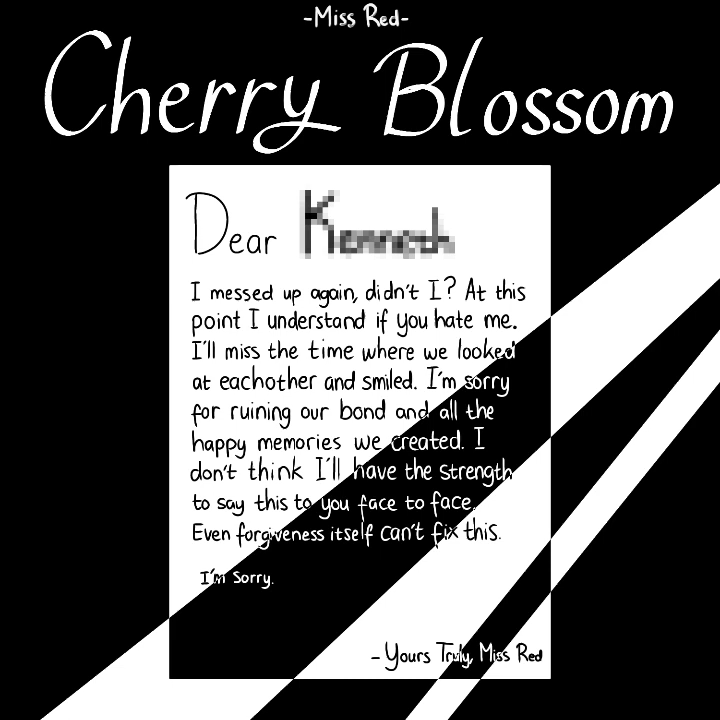 -Miss Red-
Cherry Blossom
Dear Kenneth
I messed up again, didn't I? At this
point I understand if you hate me.
I'll miss the time where we looked
at eachother and smiled. I'm sorry
for ruining our bond and all the
happy memories we created. I
don't think I'll have the strength
to say this to you face to face.
Even forgiveness itself can't fix this.
I'm Sorry.
-Yours Truly, Miss Red